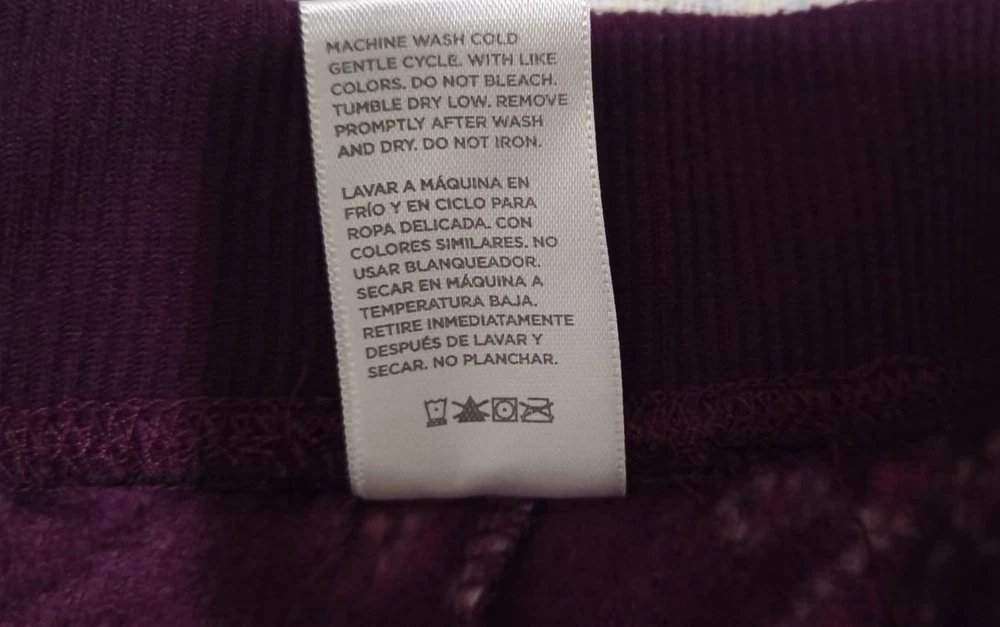 MACHINE WASH COLD
GENTLE CYCLE. WITH LIKE
COLORS. DO NOT BLEACH.
TUMBLE DRY LOW. REMOVE
PROMPTLY AFTER WASH
AND DRY. DO NOT IRON.
LAVAR A MÁQUINA EN
FRÍO Y EN CICLO PARA
ROPA DELICADA. CON
COLORES SIMILARES. NO
USAR BLANQUEADOR.
SECAR EN MÁQUINA A
TEMPERATURA BAJA.
RETIRE INMEDIATAMENTE
DESPUÉS DE LAVAR Y
SECAR. NO PLANCHAR.